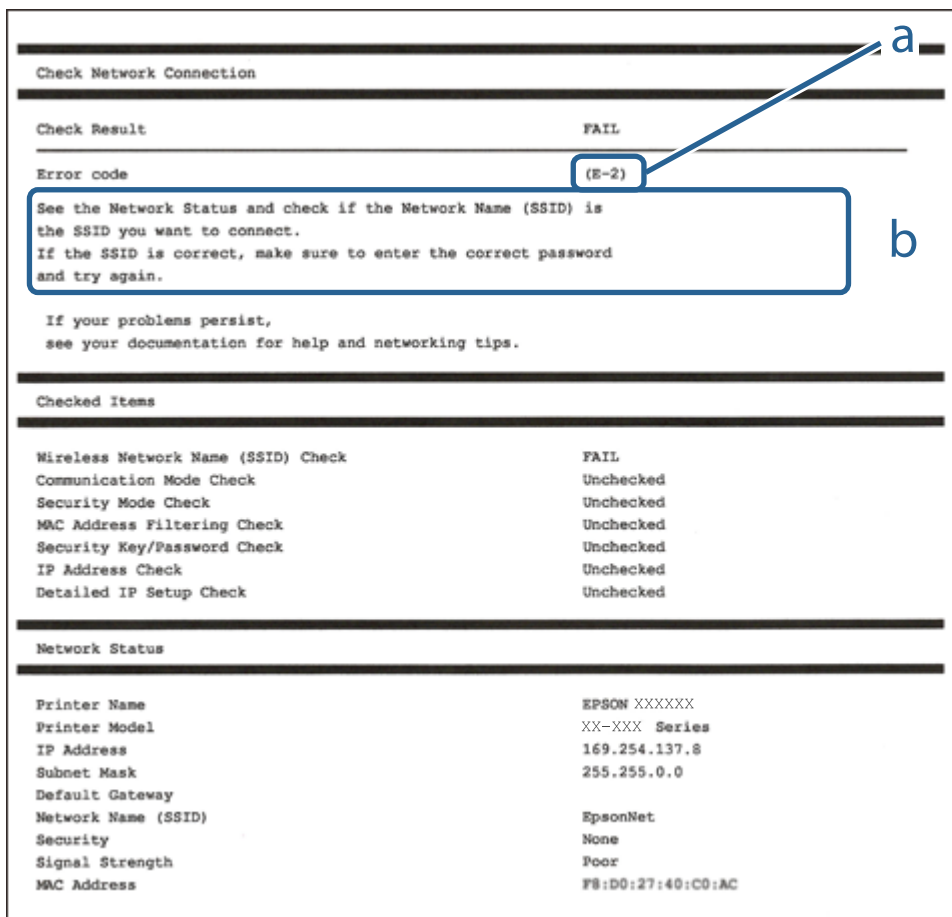 a
Check Network Connection
Check Result FAIL
Error code (E-2)
See the Network Status and check if the Network Name (SSID) is
the SSID you want to connect.
If the SSID is correct, make sure to enter the correct password
and try again.
b
If your problems persist,
see your documentation for help and networking tips.
Checked Items
Wireless Network Name (SSID) Check FAIL
Communication Mode Check Unchecked
Security Mode Check Unchecked
MAC Address Filtering Check Unchecked
Security Key/Password Check Unchecked
IP Address Check Unchecked
Detailed IP Setup Check Unchecked
Network Status
Printer Name EPSON XXXXXX
Printer Model XX-XXX Series
IP Address 169.254.137.8
Subnet Mask 255.255.0.0
Default Gateway
Network Name (SSID) EpsonNet
Security None
Signal Strength Poor
MAC Address F8:D0:27:40:C0:AC